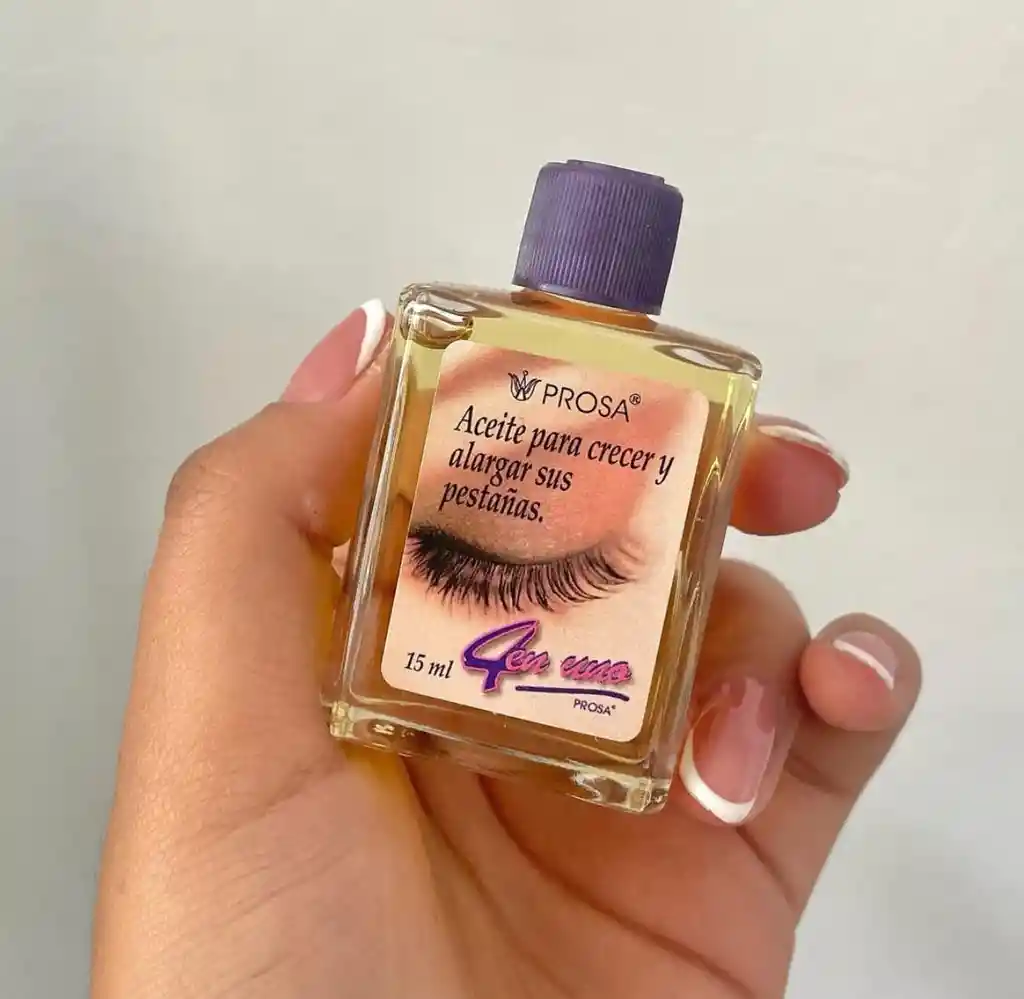 PROSA®
Aceite para crecer y
alargar sus
pestañas.
15 ml
4 en uno
PROSA®